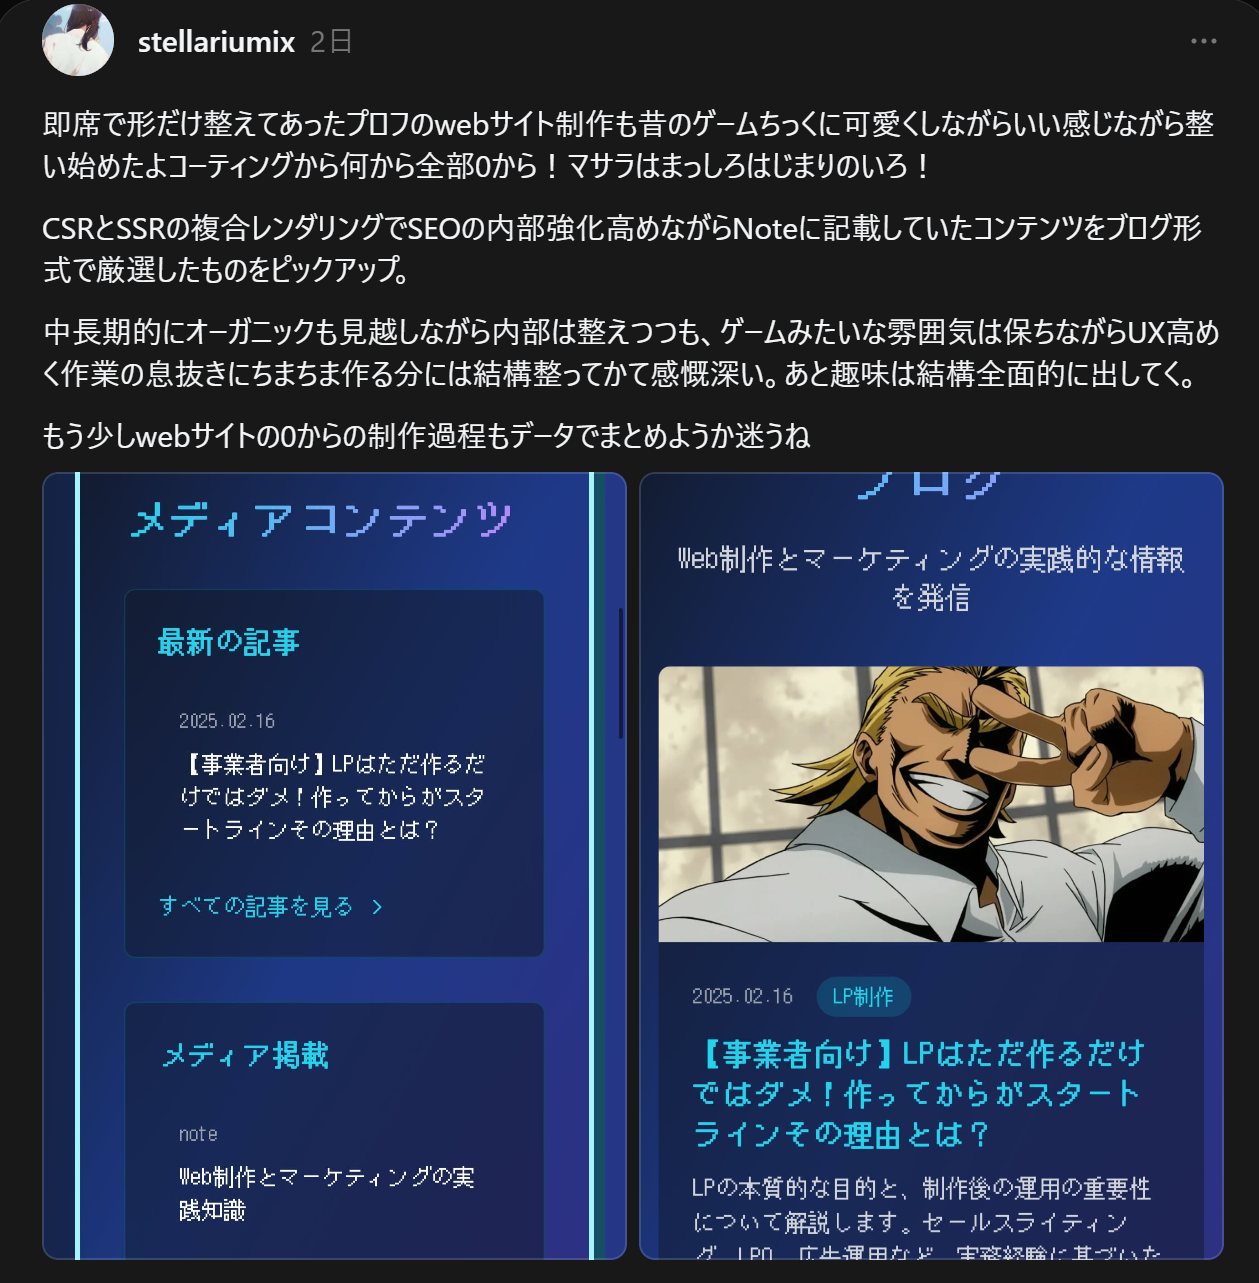 stellariumix 2日
即席で形だけ整えてあったプロフのwebサイト制作も昔のゲームちっくに可愛くしながらいい感じながら整
い始めたよコーティングから何から全部0から！マサラはまっしろはじまりのいろ！
CSRとSSRの複合レンダリングでSEOの内部強化高めながらNoteに記載していたコンテンツをブログ形
式で厳選したものをピックアップ。
中長期的にオーガニックも見越しながら内部は整えつつも、ゲームみたいな雰囲気は保ちながらUX高め
く作業の息抜きにちまちま作る分には結構整ってかて感慨深い。あと趣味は結構全面的に出してく。
もう少しwebサイトの0からの制作過程もデータでまとめようか迷うね
メディアコンテンツ
最新の記事
2025.02.16
【事業者向け】LPはただ作るだ
けではダメ！作ってからがスタ
ートラインその理由とは？
すべての記事を見る >
メディア掲載
note
Web制作とマーケティングの実
践知識
ブログ
Web制作とマーケティングの実践的な情報
を発信
2025.02.16 LP制作
【事業者向け】LPはただ作るだけ
ではダメ！作ってからがスタート
ラインその理由とは？
LPの本質的な目的と、制作後の運用の重要性
について解説します。セールスライティン
グ、LPO、広告運用など、実務経験に基づいた